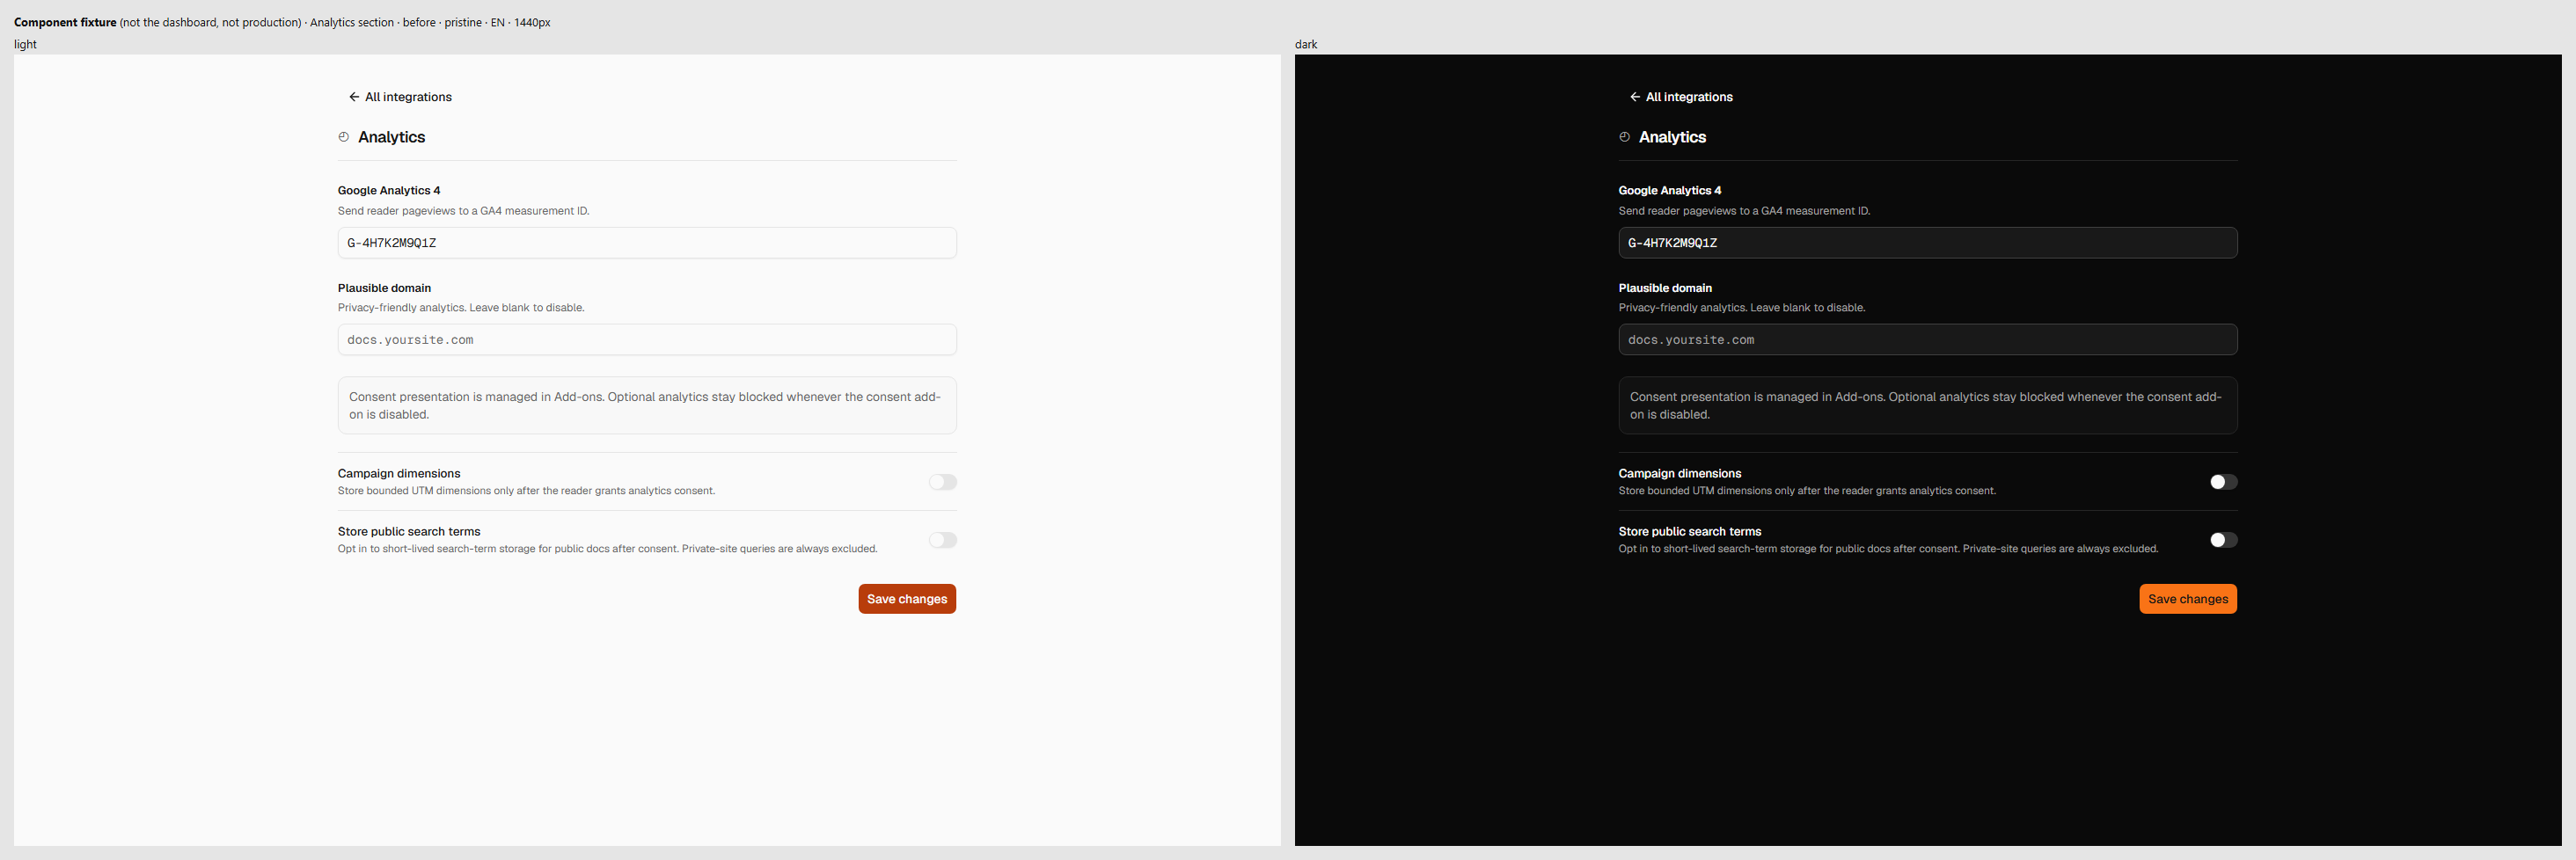 Component fixture (not the dashboard, not production) · Analytics section · before · pristine · EN · 1440px
light
← All integrations
Analytics
Google Analytics 4
Send reader pageviews to a GA4 measurement ID.
G-4H7K2M9Q1Z
Plausible domain
Privacy-friendly analytics. Leave blank to disable.
docs.yoursite.com
Consent presentation is managed in Add-ons. Optional analytics stay blocked whenever the consent add-
on is disabled.
Campaign dimensions
Store bounded UTM dimensions only after the reader grants analytics consent.
Store public search terms
Opt in to short-lived search-term storage for public docs after consent. Private-site queries are always excluded.
Save changes
dark
← All integrations
Analytics
Google Analytics 4
Send reader pageviews to a GA4 measurement ID.
G-4H7K2M9Q1Z
Plausible domain
Privacy-friendly analytics. Leave blank to disable.
docs.yoursite.com
Consent presentation is managed in Add-ons. Optional analytics stay blocked whenever the consent add-
on is disabled.
Campaign dimensions
Store bounded UTM dimensions only after the reader grants analytics consent.
Store public search terms
Opt in to short-lived search-term storage for public docs after consent. Private-site queries are always excluded.
Save changes